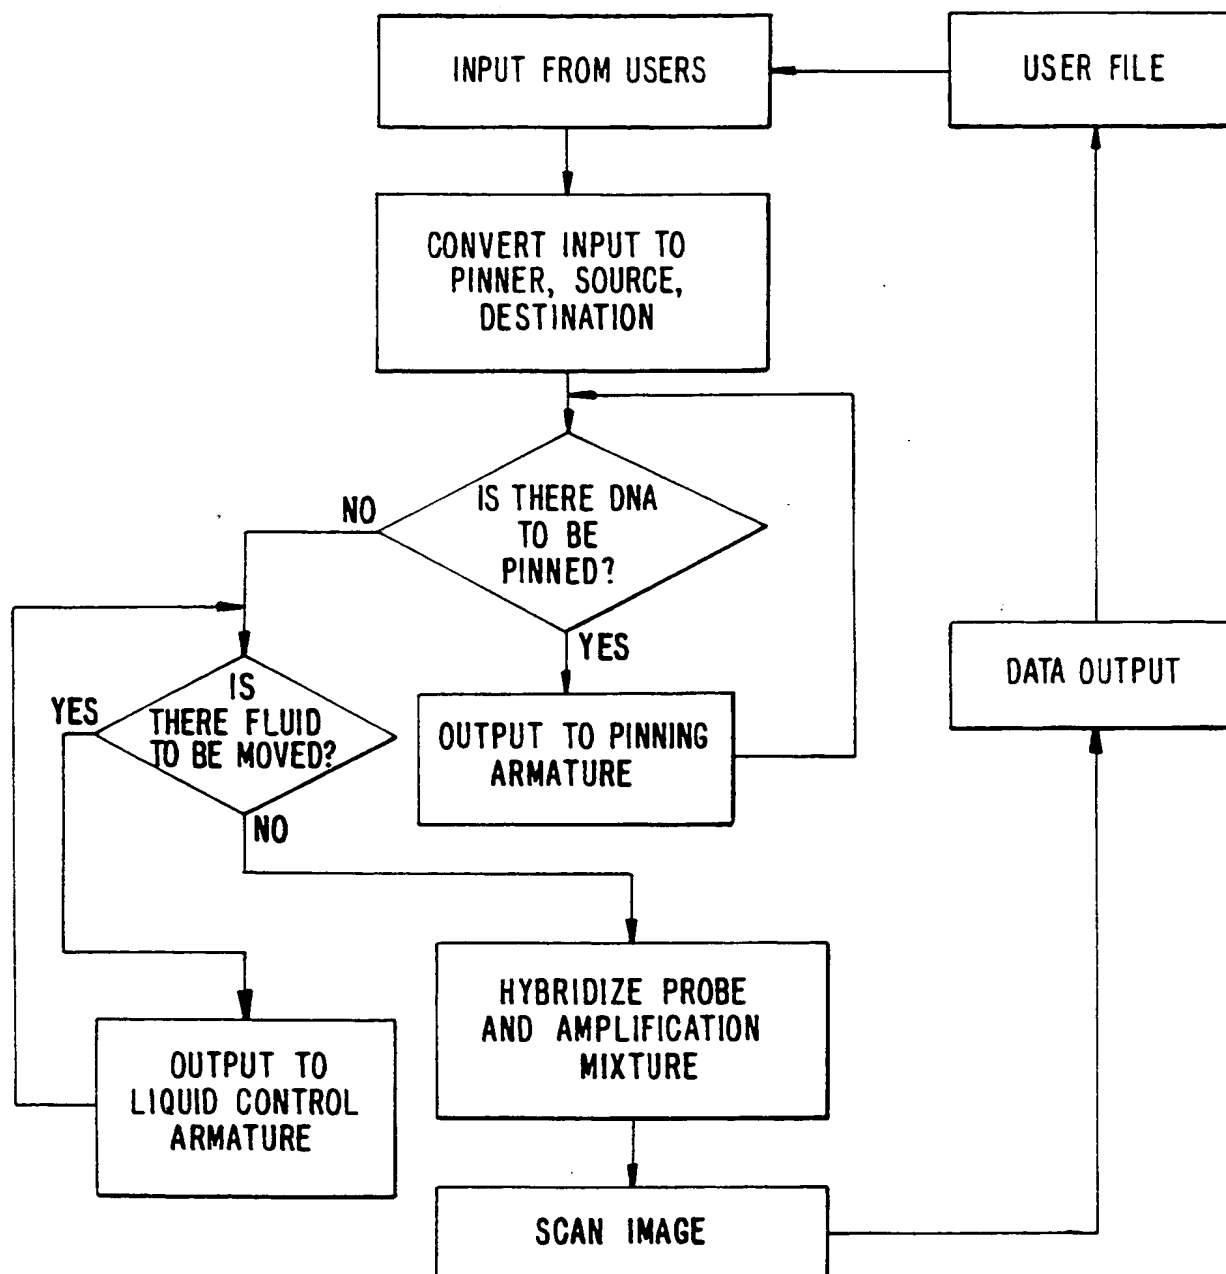 INPUT FROM USERS
USER FILE
CONVERT INPUT TO
PINNER, SOURCE,
DESTINATION
IS THERE DNA
TO BE
PINNED?
NO
YES
IS
THERE FLUID
TO BE MOVED?
YES
NO
OUTPUT TO PINNING
ARMATURE
DATA OUTPUT
HYBRIDIZE PROBE
AND AMPLIFICATION
MIXTURE
OUTPUT TO
LIQUID CONTROL
ARMATURE
SCAN IMAGE